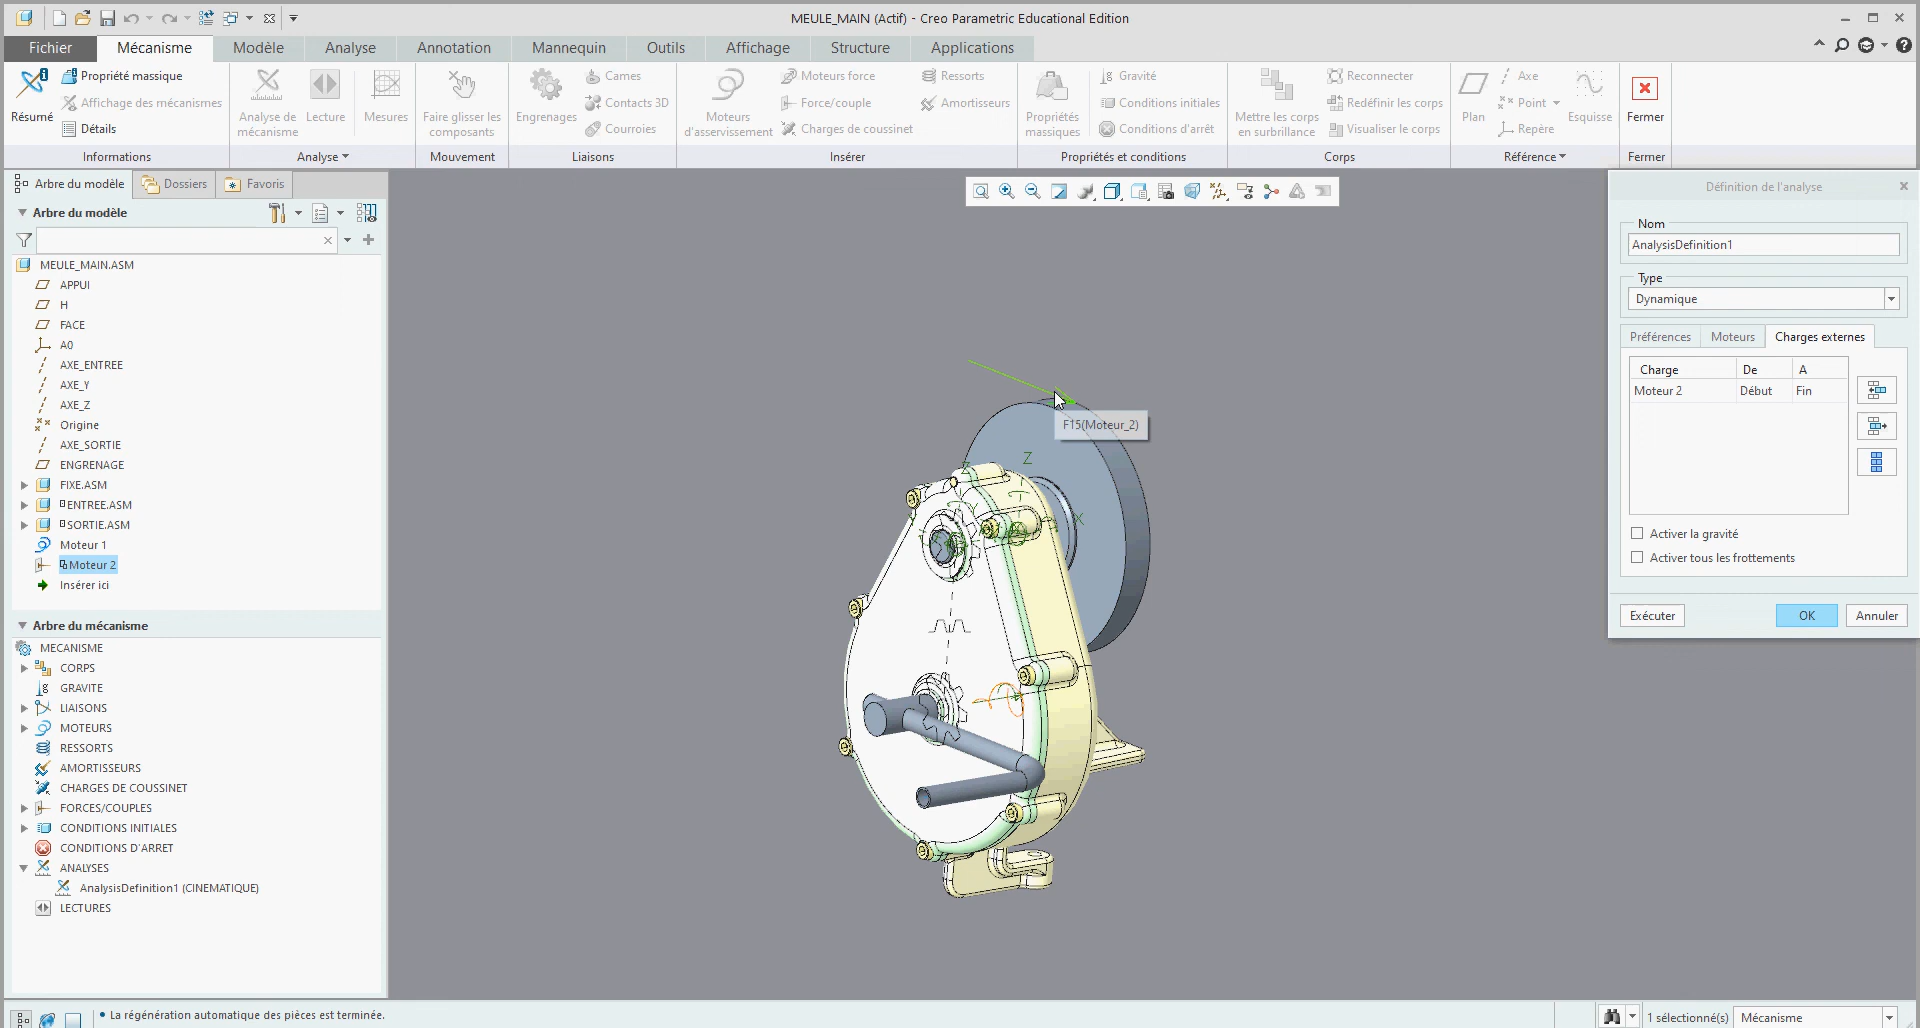 MEULE_MAIN (Actif) - Creo Parametric Educational Edition
Fichier Mécanisme Modèle Analyse Annotation Mannequin Outils Affichage Structure Applications
Résumé
Propriété massique
Affichage des mécanismes
Détails
Informations
Analyse de mécanisme
Lecture
Mesures
Analyse
Faire glisser les composants
Mouvement
Engrenages
Cames
Contacts 3D
Courroies
Liaisons
Moteurs d'asservissement
Moteurs force
Force/couple
Charges de coussinet
Ressorts
Amortisseurs
Insérer
Propriétés massiques
Gravité
Conditions initiales
Conditions d'arrêt
Propriétés et conditions
Mettre les corps en surbrillance
Reconnecter
Redéfinir les corps
Visualiser le corps
Corps
Plan
Axe
Point
Repère
Esquisse
Référence
Fermer
Fermer
Arbre du modèle Dossiers Favoris
Arbre du modèle
MEULE_MAIN.ASM
APPUI
H
FACE
A0
AXE_ENTREE
AXE_Y
AXE_Z
Origine
AXE_SORTIE
ENGRENAGE
FIXE.ASM
ENTREE.ASM
SORTIE.ASM
Moteur 1
Moteur 2
Insérer ici
Arbre du mécanisme
MECANISME
CORPS
GRAVITE
LIAISONS
MOTEURS
RESSORTS
AMORTISSEURS
CHARGES DE COUSSINET
FORCES/COUPLES
CONDITIONS INITIALES
CONDITIONS D'ARRET
ANALYSES
AnalysisDefinition1 (CINEMATIQUE)
LECTURES
F15(Moteur_2)
Z
Z
X
Définition de l'analyse
Nom
AnalysisDefinition1
Type
Dynamique
Préférences Moteurs Charges externes
Charge De A
Moteur 2 Début Fin
Activer la gravité
Activer tous les frottements
Exécuter OK Annuler
La régénération automatique des pièces est terminée.
1 sélectionné(s) Mécanisme